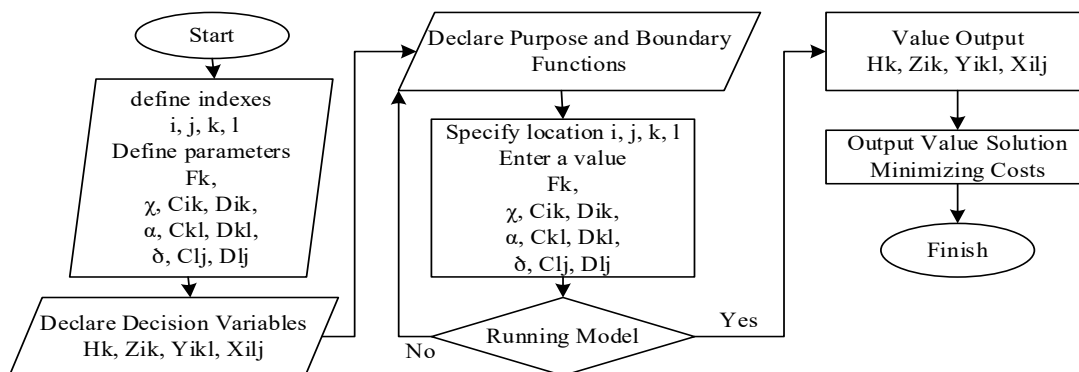 Start
define indexes
i, j, k, l
Define parameters
Fk,
χ, Cik, Dik,
α, Ckl, Dkl,
ð, Clj, Dlj
Declare Decision Variables
Hk, Zik, Yikl, Xilj
Declare Purpose and Boundary
Functions
Specify location i, j, k, l
Enter a value
Fk,
χ, Cik, Dik,
α, Ckl, Dkl,
ð, Clj, Dlj
Running Model
No
Yes
Value Output
Hk, Zik, Yikl, Xilj
Output Value Solution
Minimizing Costs
Finish